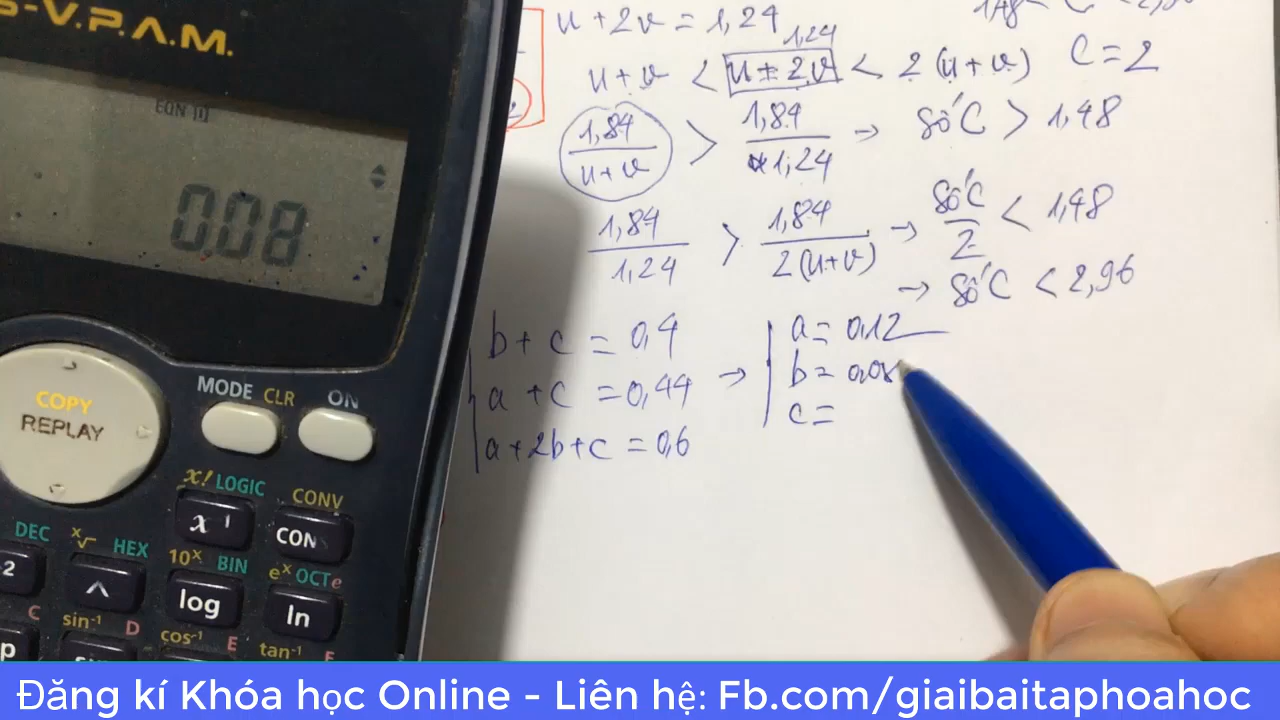 S-V.P.A.M.
EQN
0.08
COPY
REPLAY
MODE CLR ON
x! LOGIC CONV
x-1 CON
DEC x√ HEX 10x BIN ex OCT e
^ log ln
C sin-1 D cos-1 E tan-1 F
u + 2v = 1,24
1,24
u + v < u + 2v < 2(u+v) C = 2
1,84/(u+v) > 1,84/1,24 → số C > 1,48
1,84/1,24 > 1,84/2(u+v) → số C/2 < 1,48
→ số C < 2,96
b + c = 0,4 → a = 0,12
a + c = 0,44 b = 0,08
a + 2b + c = 0,6 c =
Đăng kí Khóa học Online - Liên hệ: Fb.com/giaibaitaphoahoc